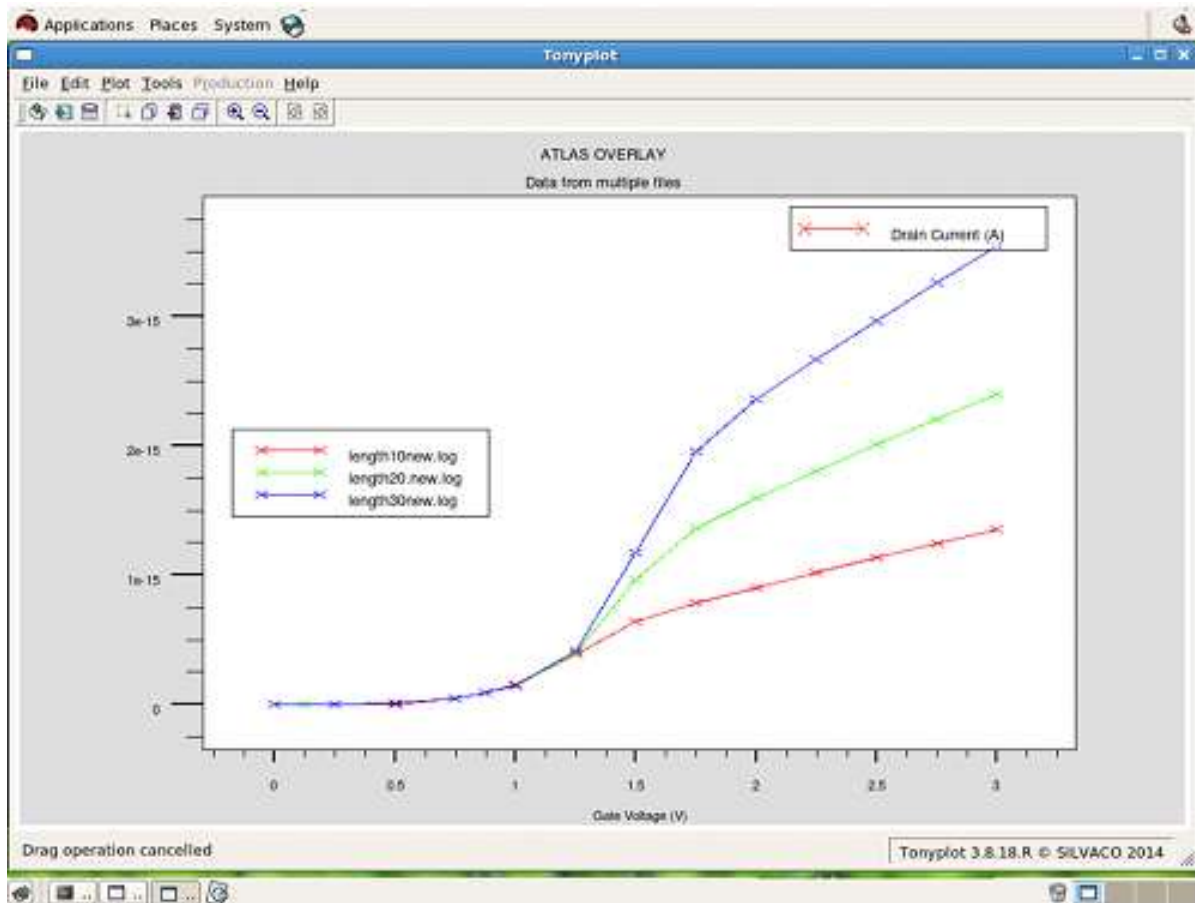 Applications Places System
Tonyplot
File Edit Plot Tools Production Help
ATLAS OVERLAY
Data from multiple files
Drain Current (A)
3e-15
length10new.log
length20.new.log
length30new.log
2e-15
1e-15
0
0 0.5 1 1.5 2 2.5 3
Gate Voltage (V)
Drag operation cancelled
Tonyplot 3.8.18.R © SILVACO 2014
.. .. ..